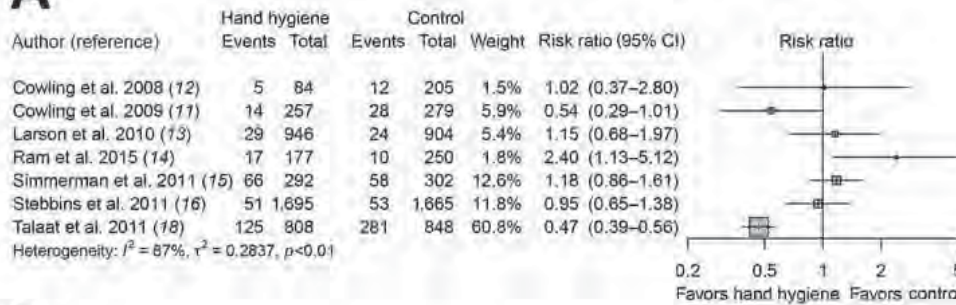 A
Hand hygiene Control
Author (reference) Events Total Events Total Weight Risk ratio (95% CI) Risk ratio
Cowling et al. 2008 (12) 5 84 12 205 1.5% 1.02 (0.37–2.80)
Cowling et al. 2009 (11) 14 257 28 279 5.9% 0.54 (0.29–1.01)
Larson et al. 2010 (13) 29 946 24 904 5.4% 1.15 (0.68–1.97)
Ram et al. 2015 (14) 17 177 10 250 1.8% 2.40 (1.13–5.12)
Simmerman et al. 2011 (15) 66 292 58 302 12.6% 1.18 (0.86–1.61)
Stebbins et al. 2011 (16) 51 1,695 53 1,665 11.8% 0.95 (0.65–1.38)
Talaat et al. 2011 (18) 125 808 281 848 60.8% 0.47 (0.39–0.56)
Heterogeneity: I² = 87%, τ² = 0.2837, p<0.01
0.2 0.5 1 2 5
Favors hand hygiene Favors control